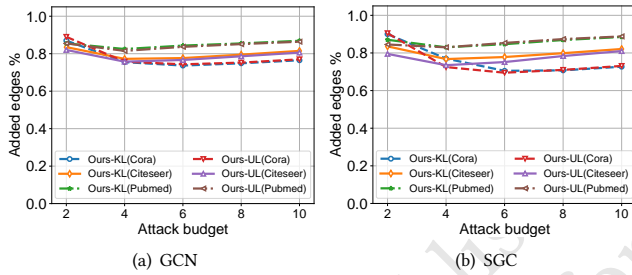 1.0
0.8
0.6
0.4
0.2
0.0
Added edges %
Ours-KL(Cora)
Ours-KL(Citeseer)
Ours-KL(Pubmed)
Ours-UL(Cora)
Ours-UL(Citeseer)
Ours-UL(Pubmed)
2 4 6 8 10
Attack budget
(a) GCN
1.0
0.8
0.6
0.4
0.2
0.0
Added edges %
Ours-KL(Cora)
Ours-KL(Citeseer)
Ours-KL(Pubmed)
Ours-UL(Cora)
Ours-UL(Citeseer)
Ours-UL(Pubmed)
2 4 6 8 10
Attack budget
(b) SGC